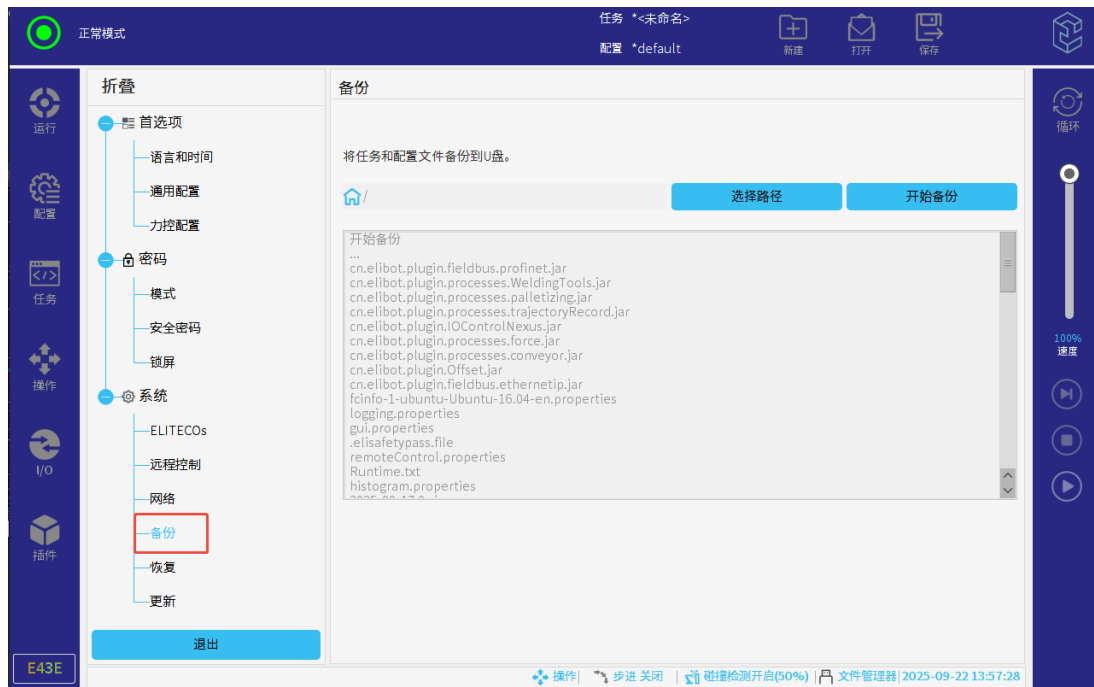 正常模式
任务 *<未命名>
配置 *default
新建
打开
保存
运行
配置
任务
操作
I/O
插件
E43E
折叠
首选项
语言和时间
通用配置
力控配置
密码
模式
安全密码
锁屏
系统
ELITECOs
远程控制
网络
备份
恢复
更新
退出
备份
将任务和配置文件备份到U盘。
/
选择路径
开始备份
开始备份
...
cn.elibot.plugin.fieldbus.profinet.jar
cn.elibot.plugin.processes.WeldingTools.jar
cn.elibot.plugin.processes.palletizing.jar
cn.elibot.plugin.processes.trajectoryRecord.jar
cn.elibot.plugin.IOControlNexus.jar
cn.elibot.plugin.processes.force.jar
cn.elibot.plugin.processes.conveyor.jar
cn.elibot.plugin.Offset.jar
cn.elibot.plugin.fieldbus.ethernetip.jar
fcinfo-1-ubuntu-Ubuntu-16.04-en.properties
logging.properties
gui.properties
.elisafetypass.file
remoteControl.properties
Runtime.txt
histogram.properties
循环
100%
速度
操作| 步进 关闭 | 碰撞检测开启(50%) | 文件管理器|2025-09-22 13:57:28